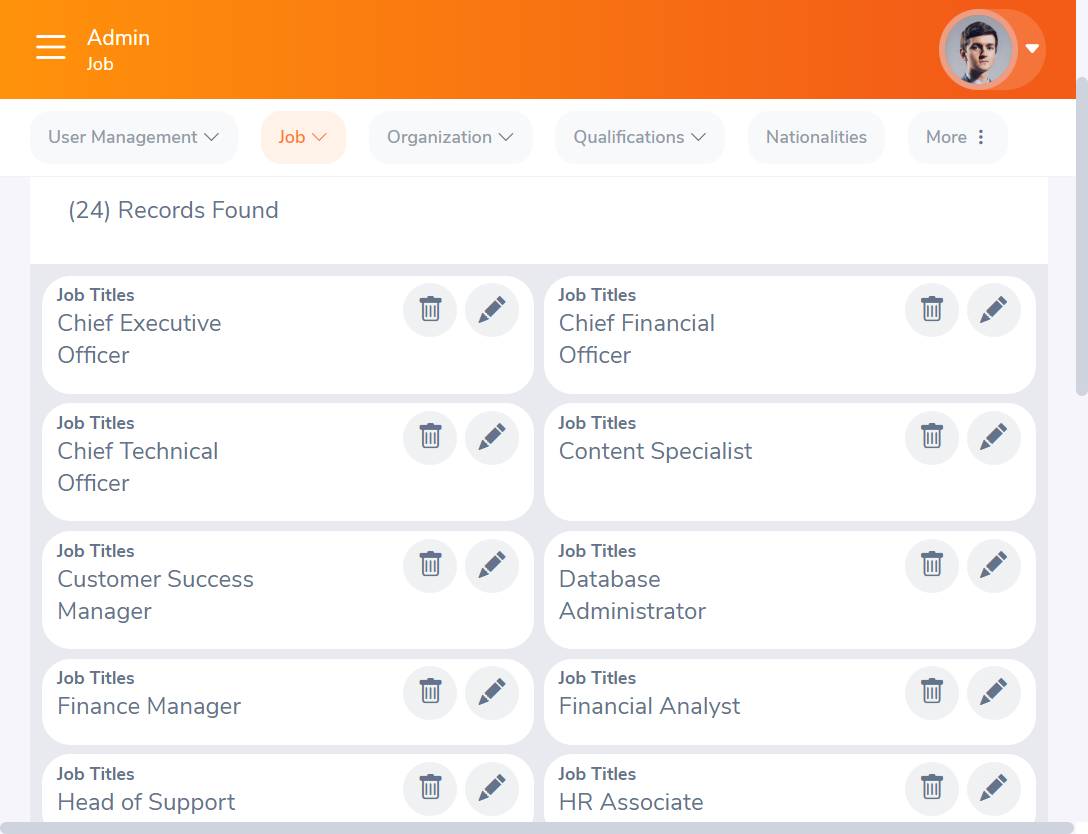 Admin
Job
User Management
Job
Organization
Qualifications
Nationalities
More
(24) Records Found
Job Titles
Chief Executive
Officer
Job Titles
Chief Financial
Officer
Job Titles
Chief Technical
Officer
Job Titles
Content Specialist
Job Titles
Customer Success
Manager
Job Titles
Database
Administrator
Job Titles
Finance Manager
Job Titles
Financial Analyst
Job Titles
Head of Support
Job Titles
HR Associate